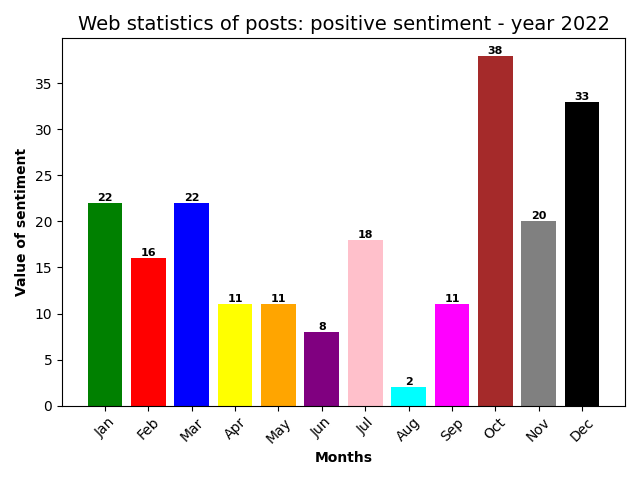 Web statistics of posts: positive sentiment - year 2022
Value of sentiment
35
30
25
20
15
10
5
0
22
16
22
11
11
8
18
2
11
38
20
33
Jan
Feb
Mar
Apr
May
Jun
Jul
Aug
Sep
Oct
Nov
Dec
Months